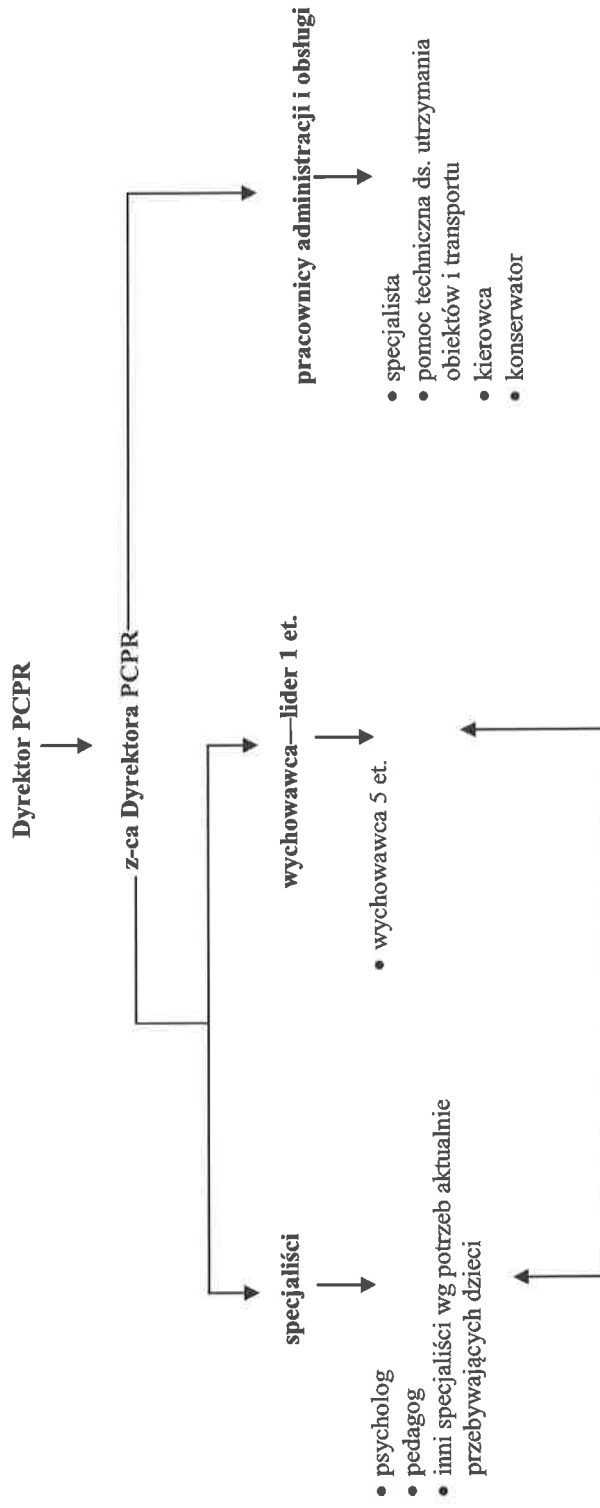 Dyrektor PCPR
z-ca Dyrektora PCPR
specjaliści
• psycholog
• pedagog
• inni specjaliści wg potrzeb aktualnie
przebywających dzieci
wychowawca—lider 1 et.
• wychowawca 5 et.
pracownicy administracji i obsługi
• specjalista
• pomoc techniczna ds. utrzymania
obiektów i transportu
• kierowca
• konserwator